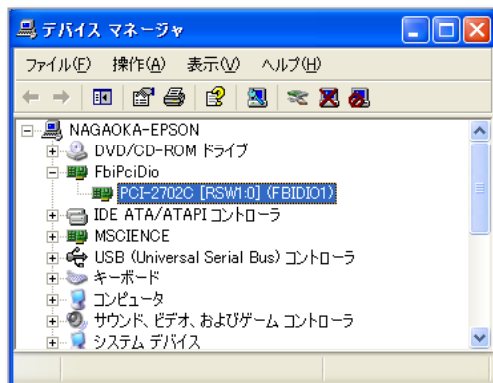 デバイス マネージャ
ファイル(F) 操作(A) 表示(V) ヘルプ(H)
NAGAOKA-EPSON
DVD/CD-ROM ドライブ
FbiPciDio
PCI-2702C [RSW1:0] (FBIDIO1)
IDE ATA/ATAPI コントローラ
MSCIENCE
USB (Universal Serial Bus) コントローラ
キーボード
コンピュータ
サウンド、ビデオ、およびゲーム コントローラ
システム デバイス